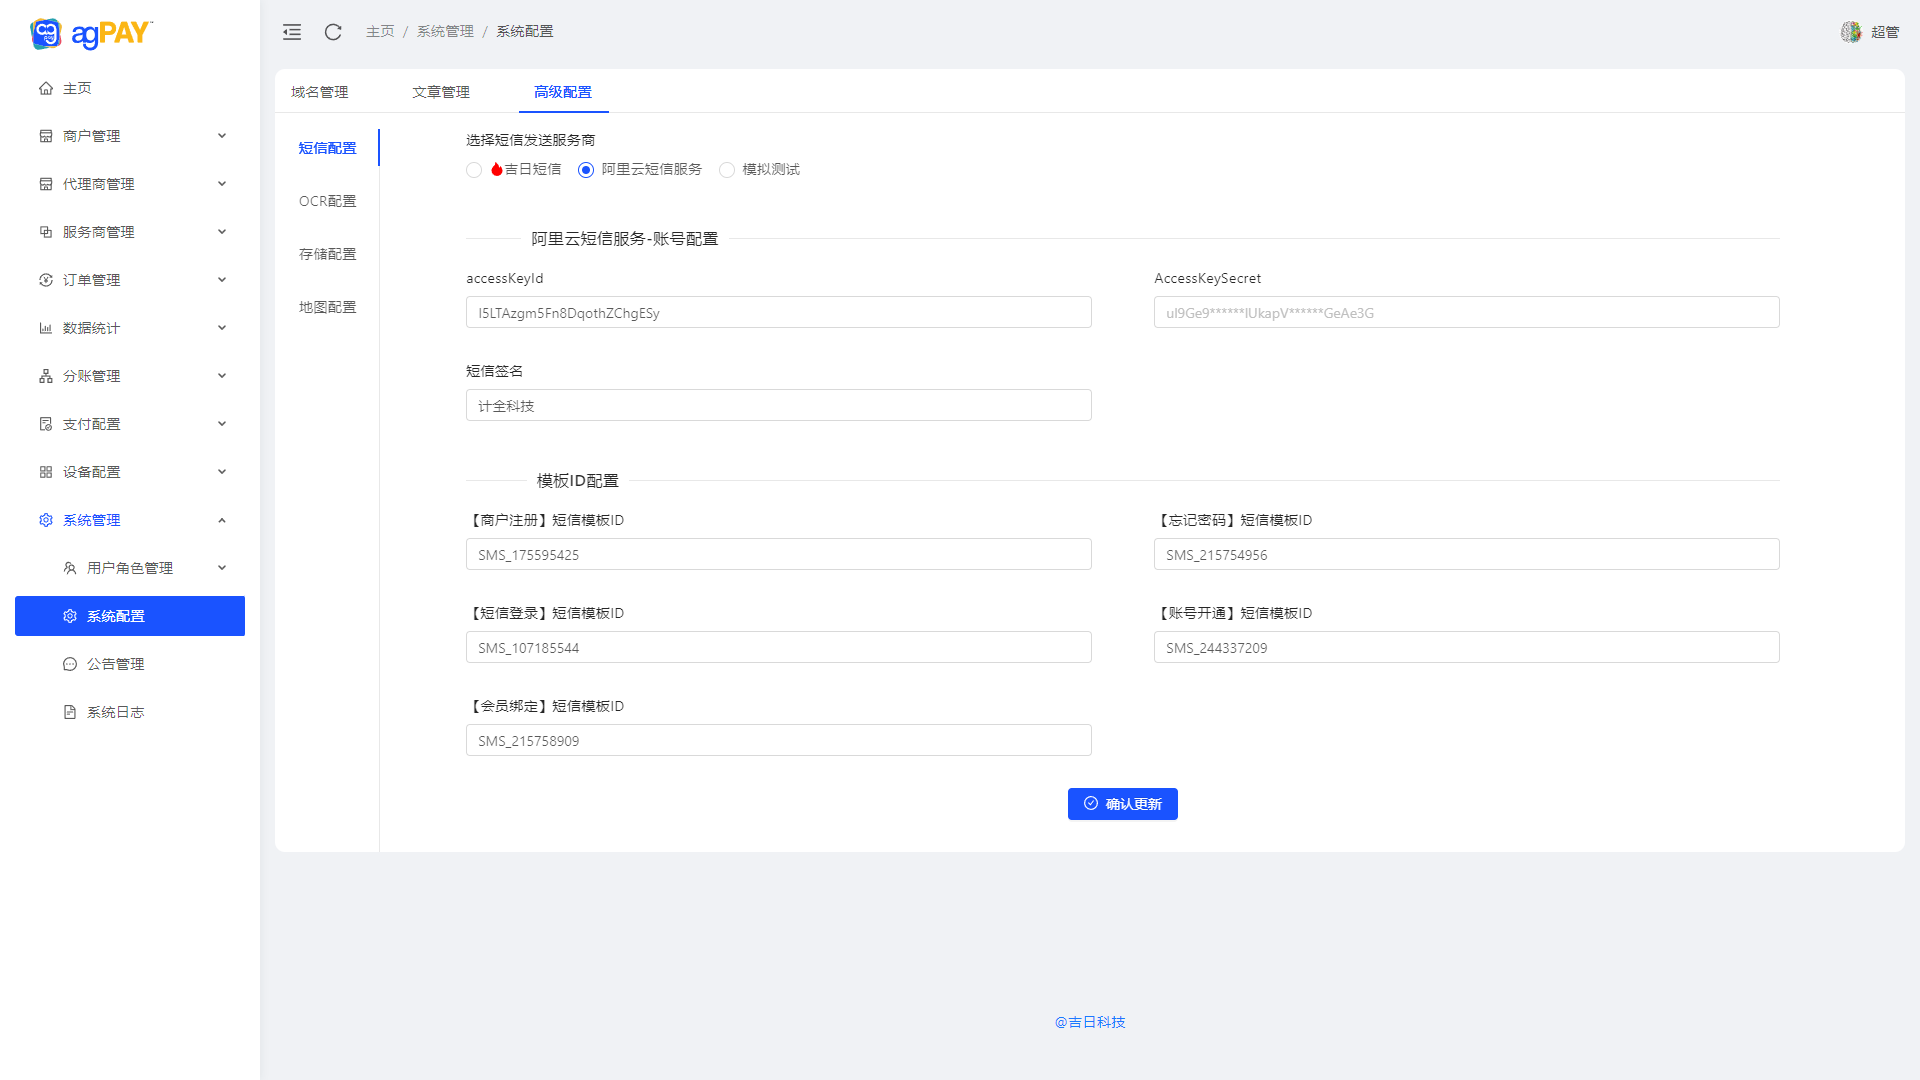 agPAY™
主页 / 系统管理 / 系统配置
超管
主页
商户管理
代理商管理
服务商管理
订单管理
数据统计
分账管理
支付配置
设备配置
系统管理
用户角色管理
系统配置
公告管理
系统日志
域名管理
文章管理
高级配置
短信配置
OCR配置
存储配置
地图配置
选择短信发送服务商
吉日短信
阿里云短信服务
模拟测试
阿里云短信服务-账号配置
accessKeyId
AccessKeySecret
I5LTAzgm5Fn8DqothZChgESy
ul9Ge9******lUkapV******GeAe3G
短信签名
计全科技
模板ID配置
【商户注册】短信模板ID
【忘记密码】短信模板ID
SMS_175595425
SMS_215754956
【短信登录】短信模板ID
【账号开通】短信模板ID
SMS_107185544
SMS_244337209
【会员绑定】短信模板ID
SMS_215758909
确认更新
@吉日科技